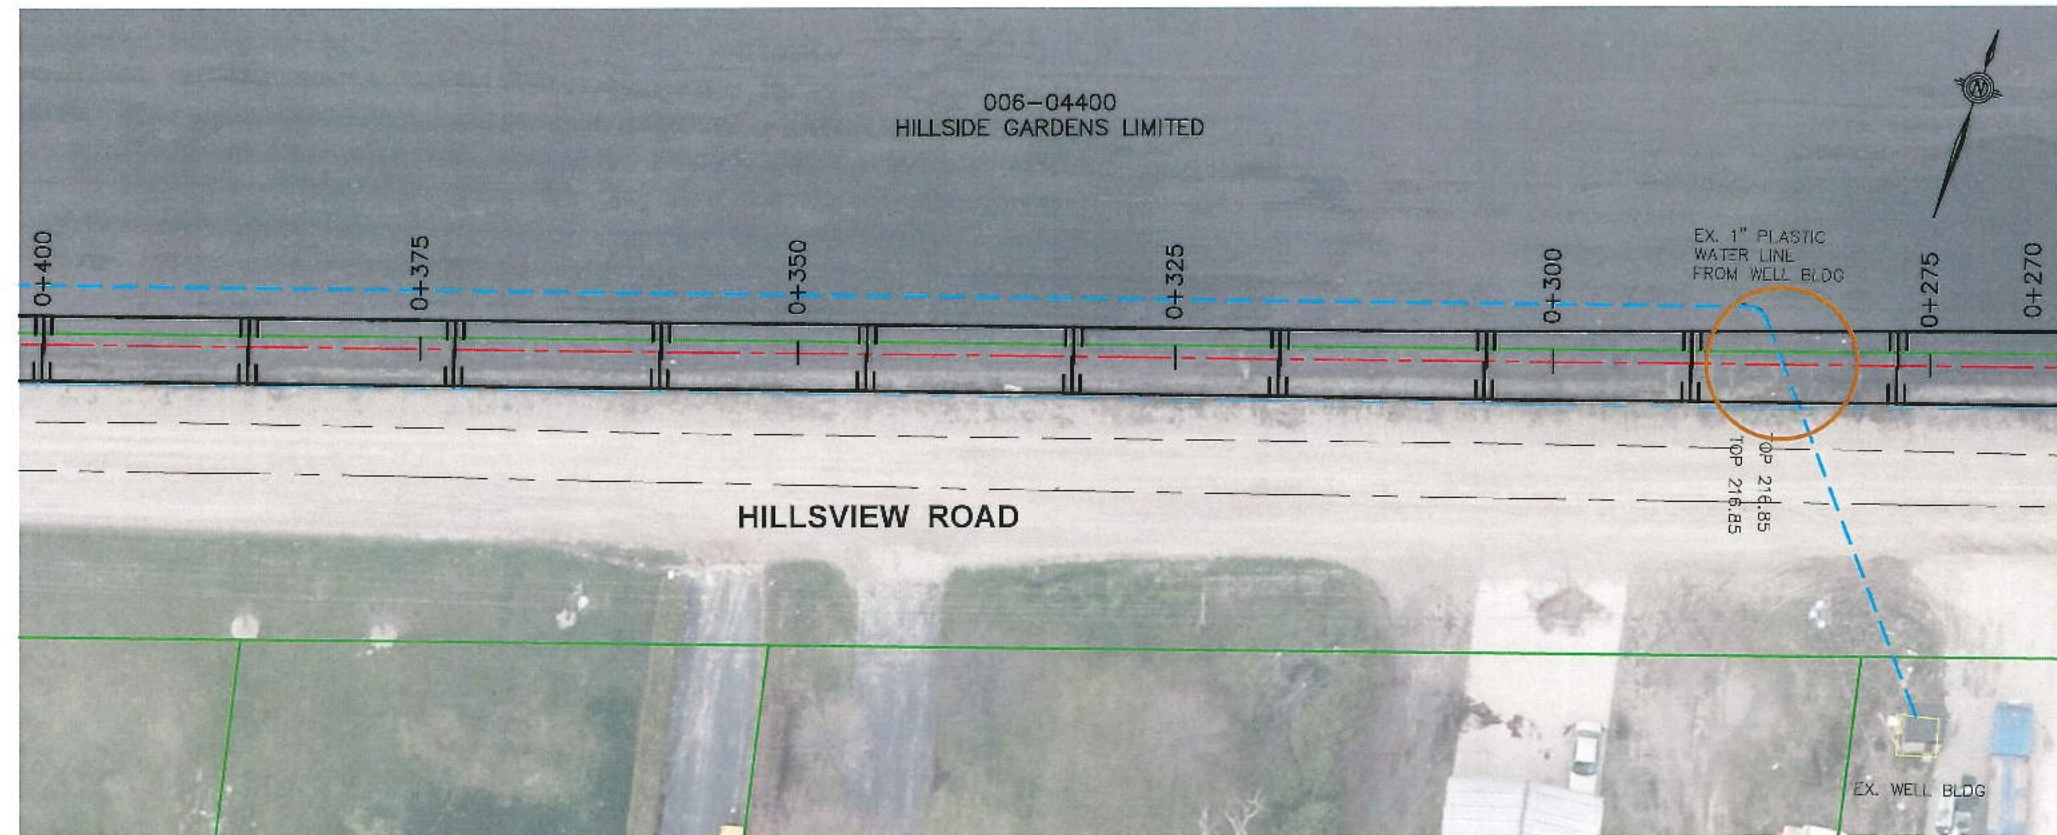 006-04400
HILLSIDE GARDENS LIMITED
N
0+400
0+375
0+350
0+325
0+300
0+275
0+270
EX. 1" PLASTIC
WATER LINE
FROM WELL BLDG
TOP 216.85
TOP 216.85
HILLSVIEW ROAD
EX. WELL BLDG